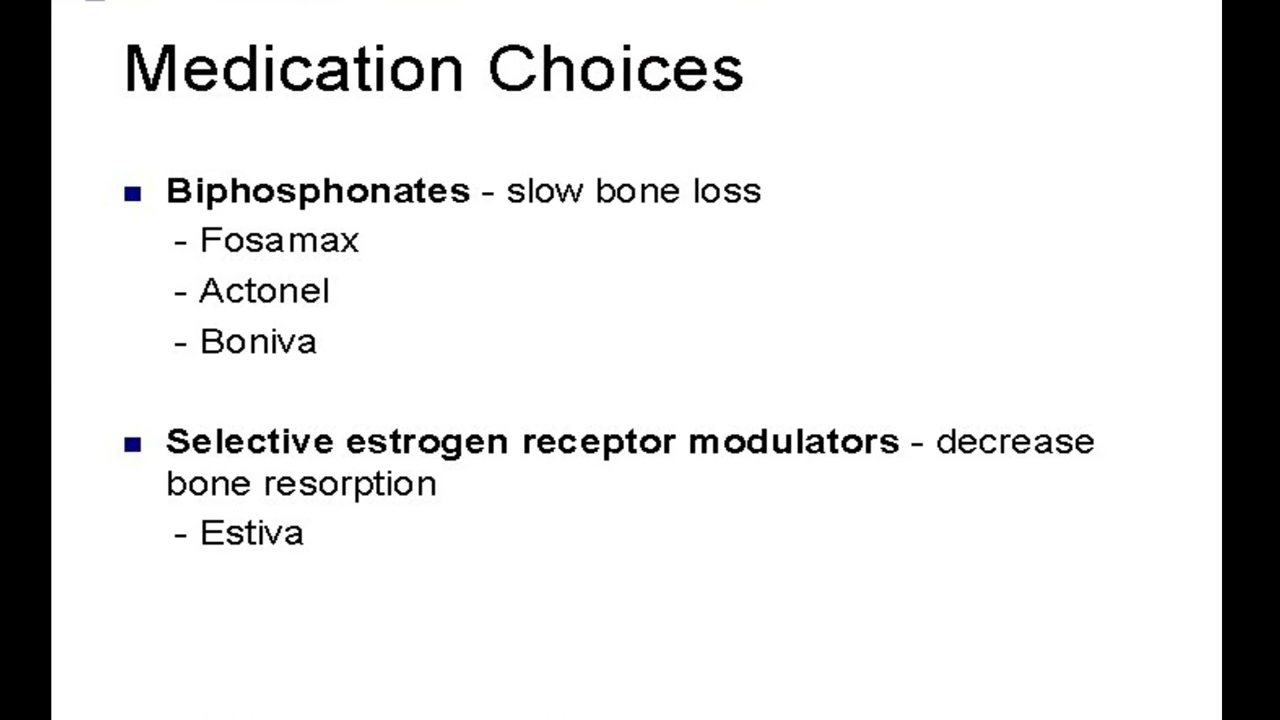 Medication Choices
Biphosphonates - slow bone loss
- Fosamax
- Actonel
- Boniva
Selective estrogen receptor modulators - decrease
bone resorption
- Estiva